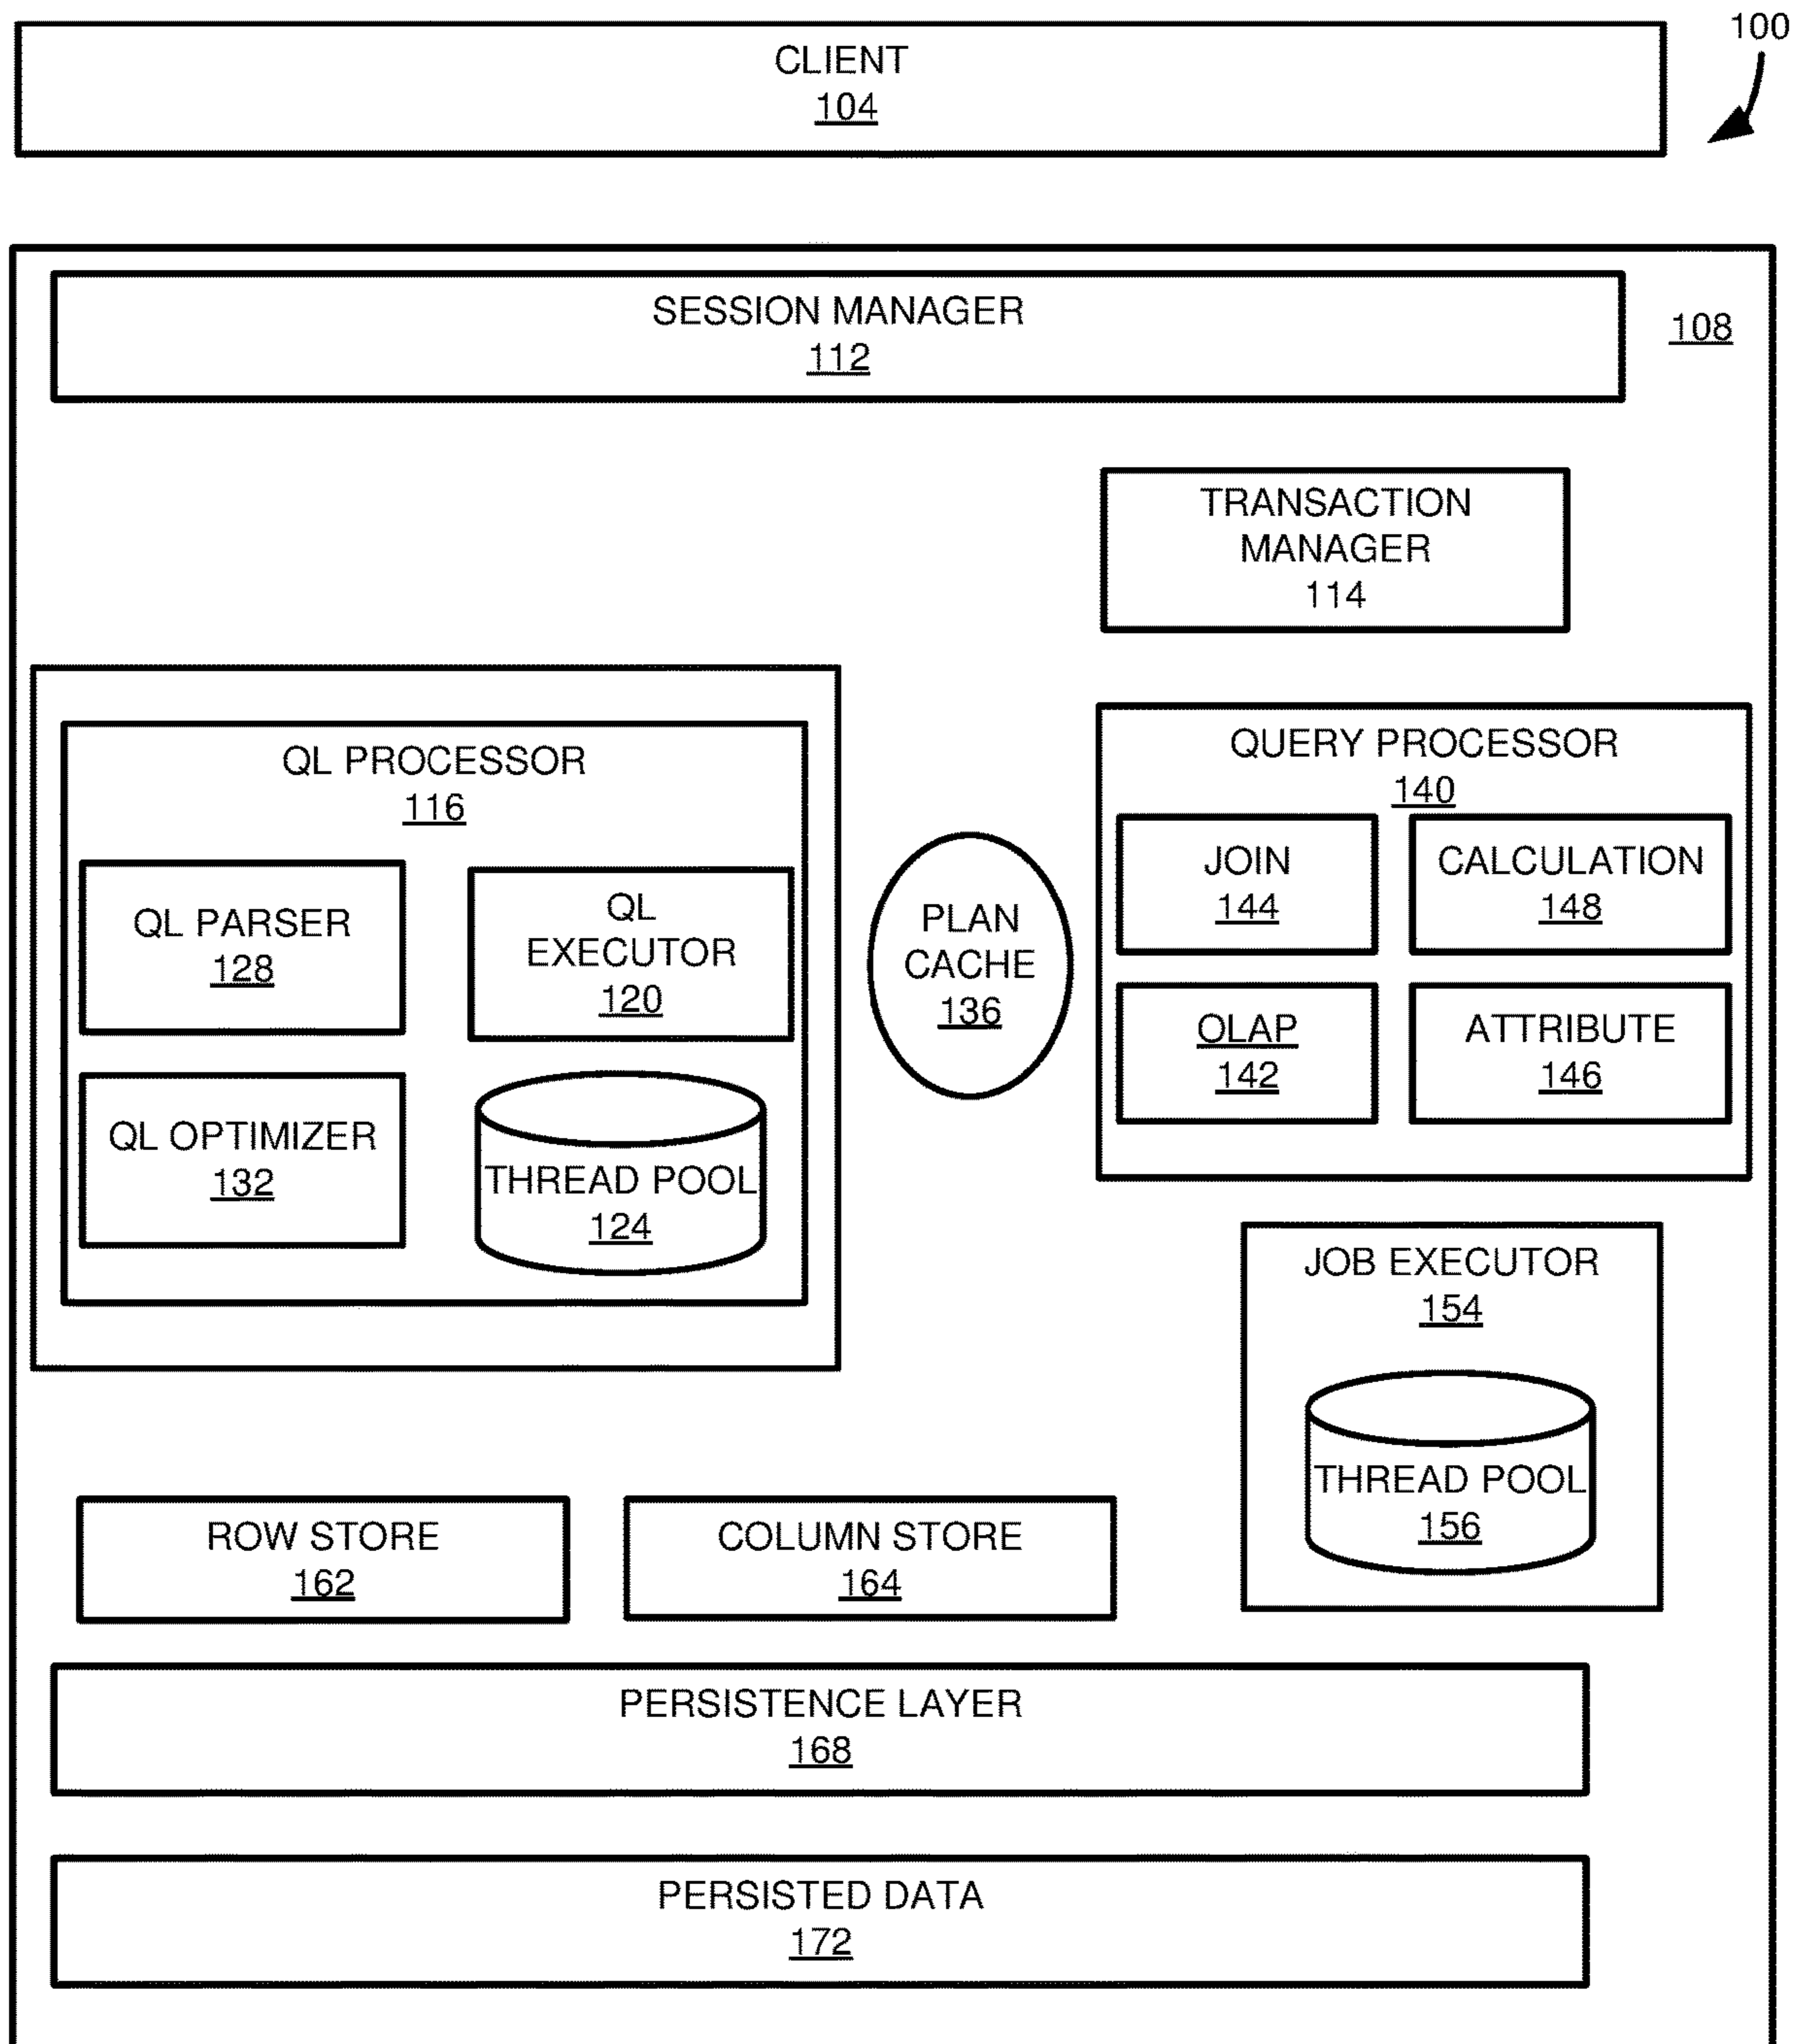 100
CLIENT
104
SESSION MANAGER
112
108
TRANSACTION
MANAGER
114
QL PROCESSOR
116
QL PARSER
128
QL
EXECUTOR
120
QL OPTIMIZER
132
THREAD POOL
124
PLAN
CACHE
136
QUERY PROCESSOR
140
JOIN
144
CALCULATION
148
OLAP
142
ATTRIBUTE
146
JOB EXECUTOR
154
THREAD POOL
156
ROW STORE
162
COLUMN STORE
164
PERSISTENCE LAYER
168
PERSISTED DATA
172